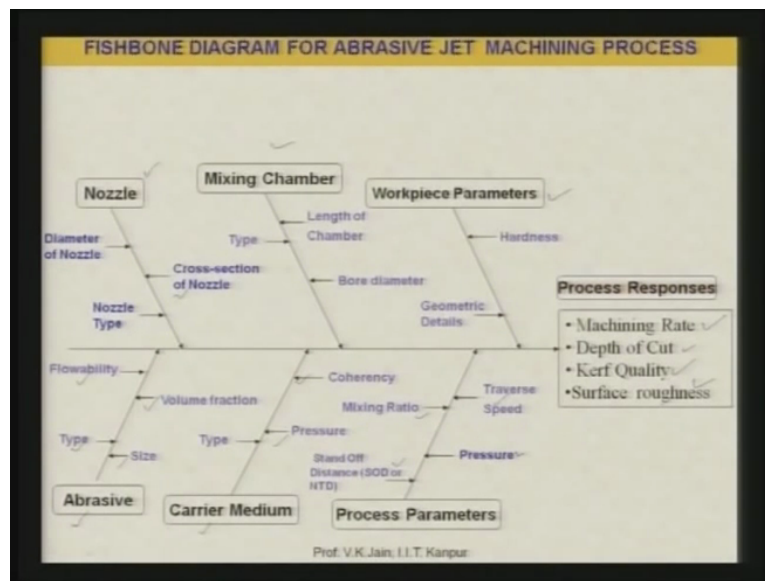 FISHBONE DIAGRAM FOR ABRASIVE JET MACHINING PROCESS
Nozzle
Mixing Chamber
Workpiece Parameters
Diameter
of Nozzle
Cross-section
of Nozzle
Nozzle
Type
Length of
Chamber
Type
Bore diameter
Hardness
Geometric
Details
Process Responses
• Machining Rate
• Depth of Cut
• Kerf Quality
•Surface roughness
Flowability
Volume fraction
Type
Size
Abrasive
Coherency
Pressure
Type
Carrier Medium
Mixing Ratio
Traverse
Speed
Stand Off
Distance (SOD or
NTD)
Pressure
Process Parameters
Prof. V.K.Jain, I.I.T. Kanpur